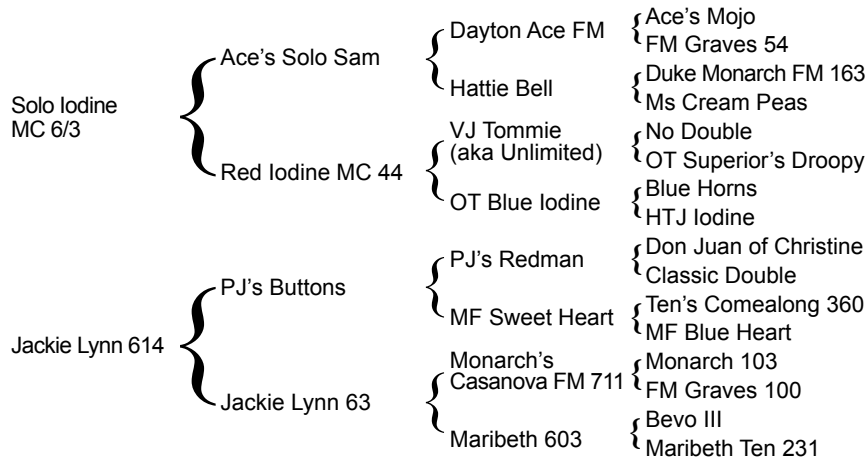 Solo Iodine
MC 6/3
Ace's Solo Sam
Dayton Ace FM
Ace's Mojo
FM Graves 54
Hattie Bell
Duke Monarch FM 163
Ms Cream Peas
Red Iodine MC 44
VJ Tommie
(aka Unlimited)
No Double
OT Superior's Droopy
OT Blue Iodine
Blue Horns
HTJ Iodine
Jackie Lynn 614
PJ's Buttons
PJ's Redman
Don Juan of Christine
Classic Double
MF Sweet Heart
Ten's Comealong 360
MF Blue Heart
Jackie Lynn 63
Monarch's
Casanova FM 711
Monarch 103
FM Graves 100
Maribeth 603
Bevo III
Maribeth Ten 231